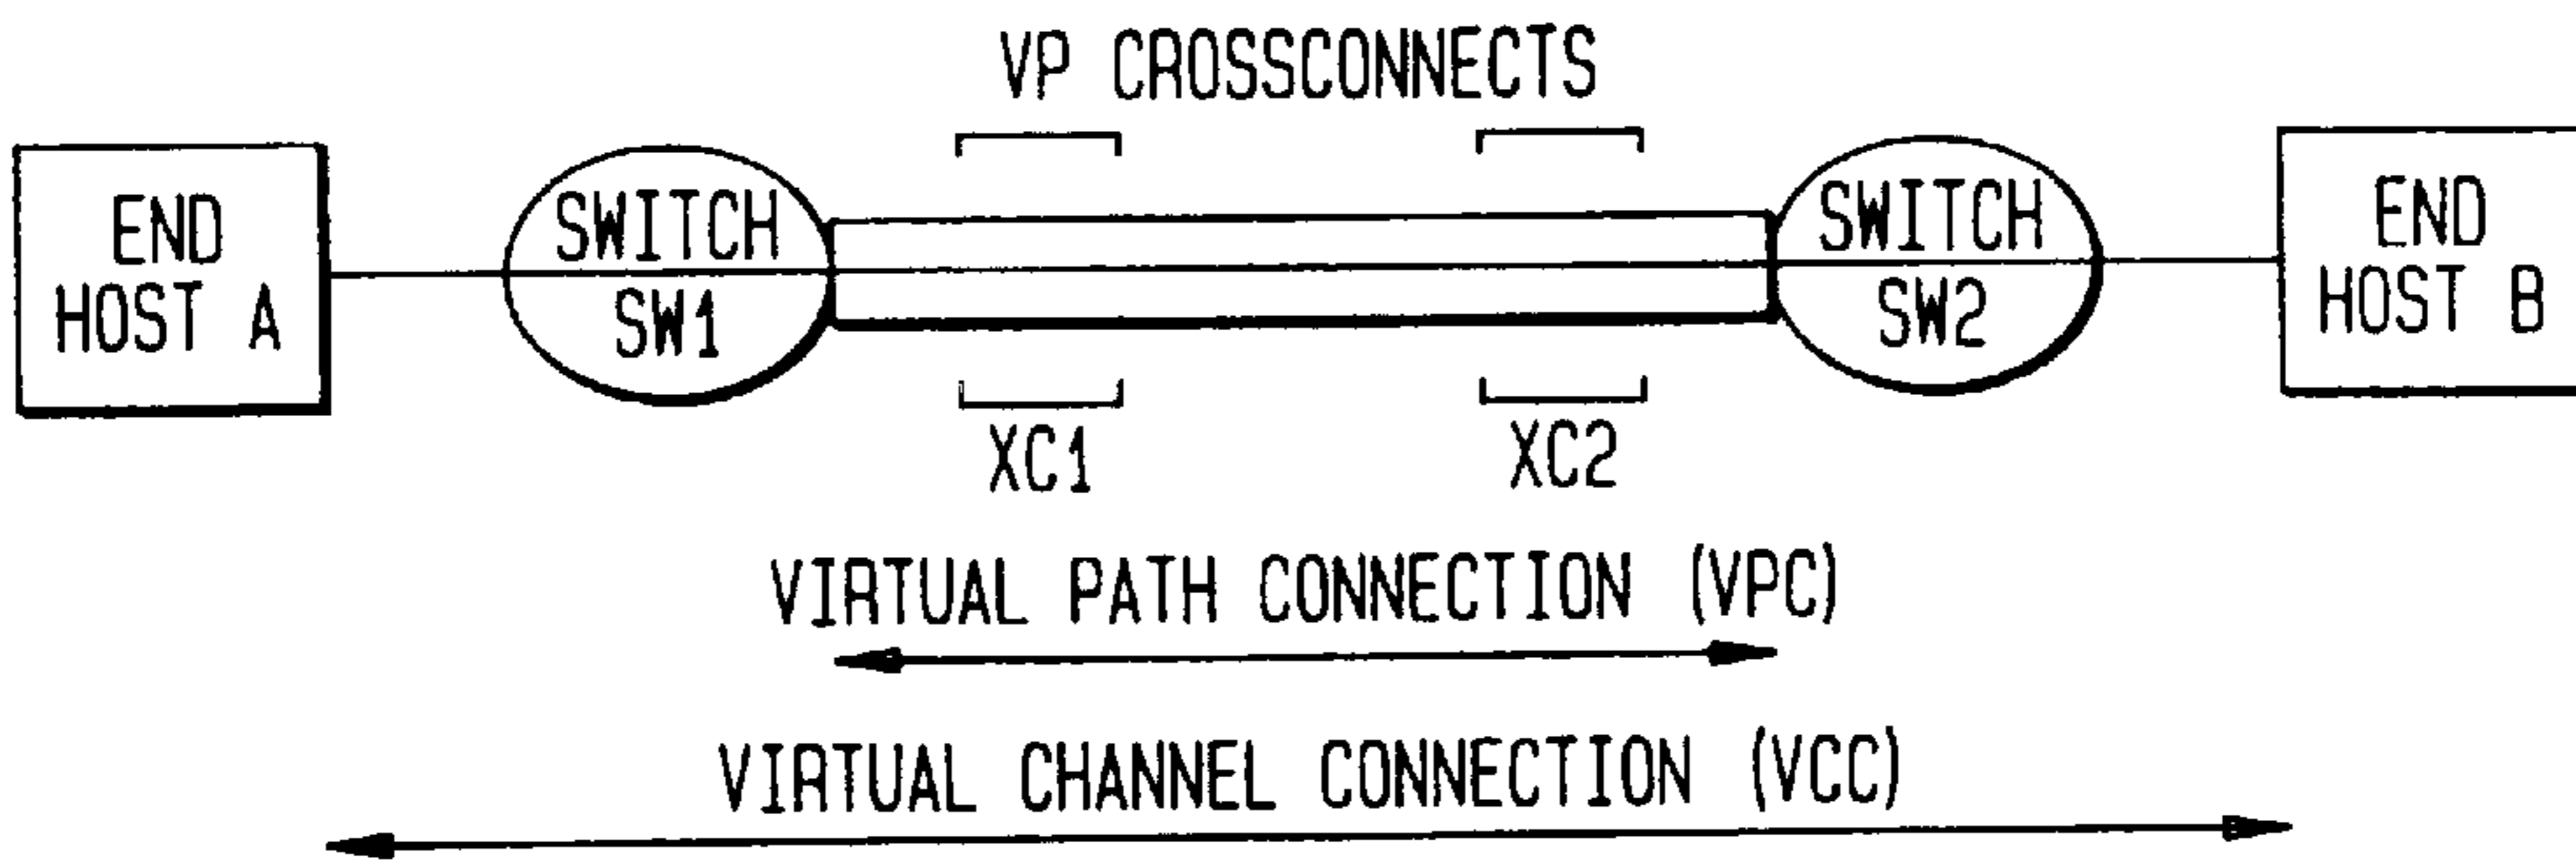 VP CROSSCONNECTS
END
HOST A
SWITCH
SW1
SWITCH
SW2
END
HOST B
XC1
XC2
VIRTUAL PATH CONNECTION (VPC)
VIRTUAL CHANNEL CONNECTION (VCC)